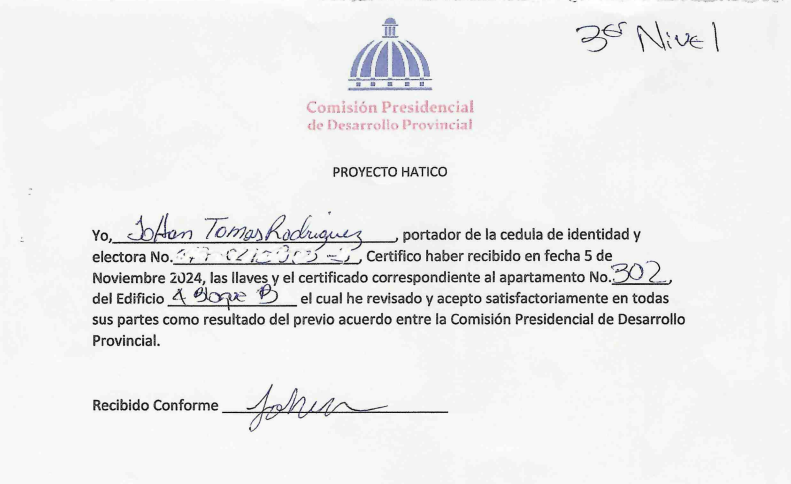 3er Nivel
Comisión Presidencial
de Desarrollo Provincial
PROYECTO HATICO
Yo, Johan Tomas Rodriguez, portador de la cedula de identidad y
electora No. Certifico haber recibido en fecha 5 de
Noviembre 2024, las llaves y el certificado correspondiente al apartamento No. 302,
del Edificio 4 Bloque B el cual he revisado y acepto satisfactoriamente en todas
sus partes como resultado del previo acuerdo entre la Comisión Presidencial de Desarrollo
Provincial.
Recibido Conforme Johan